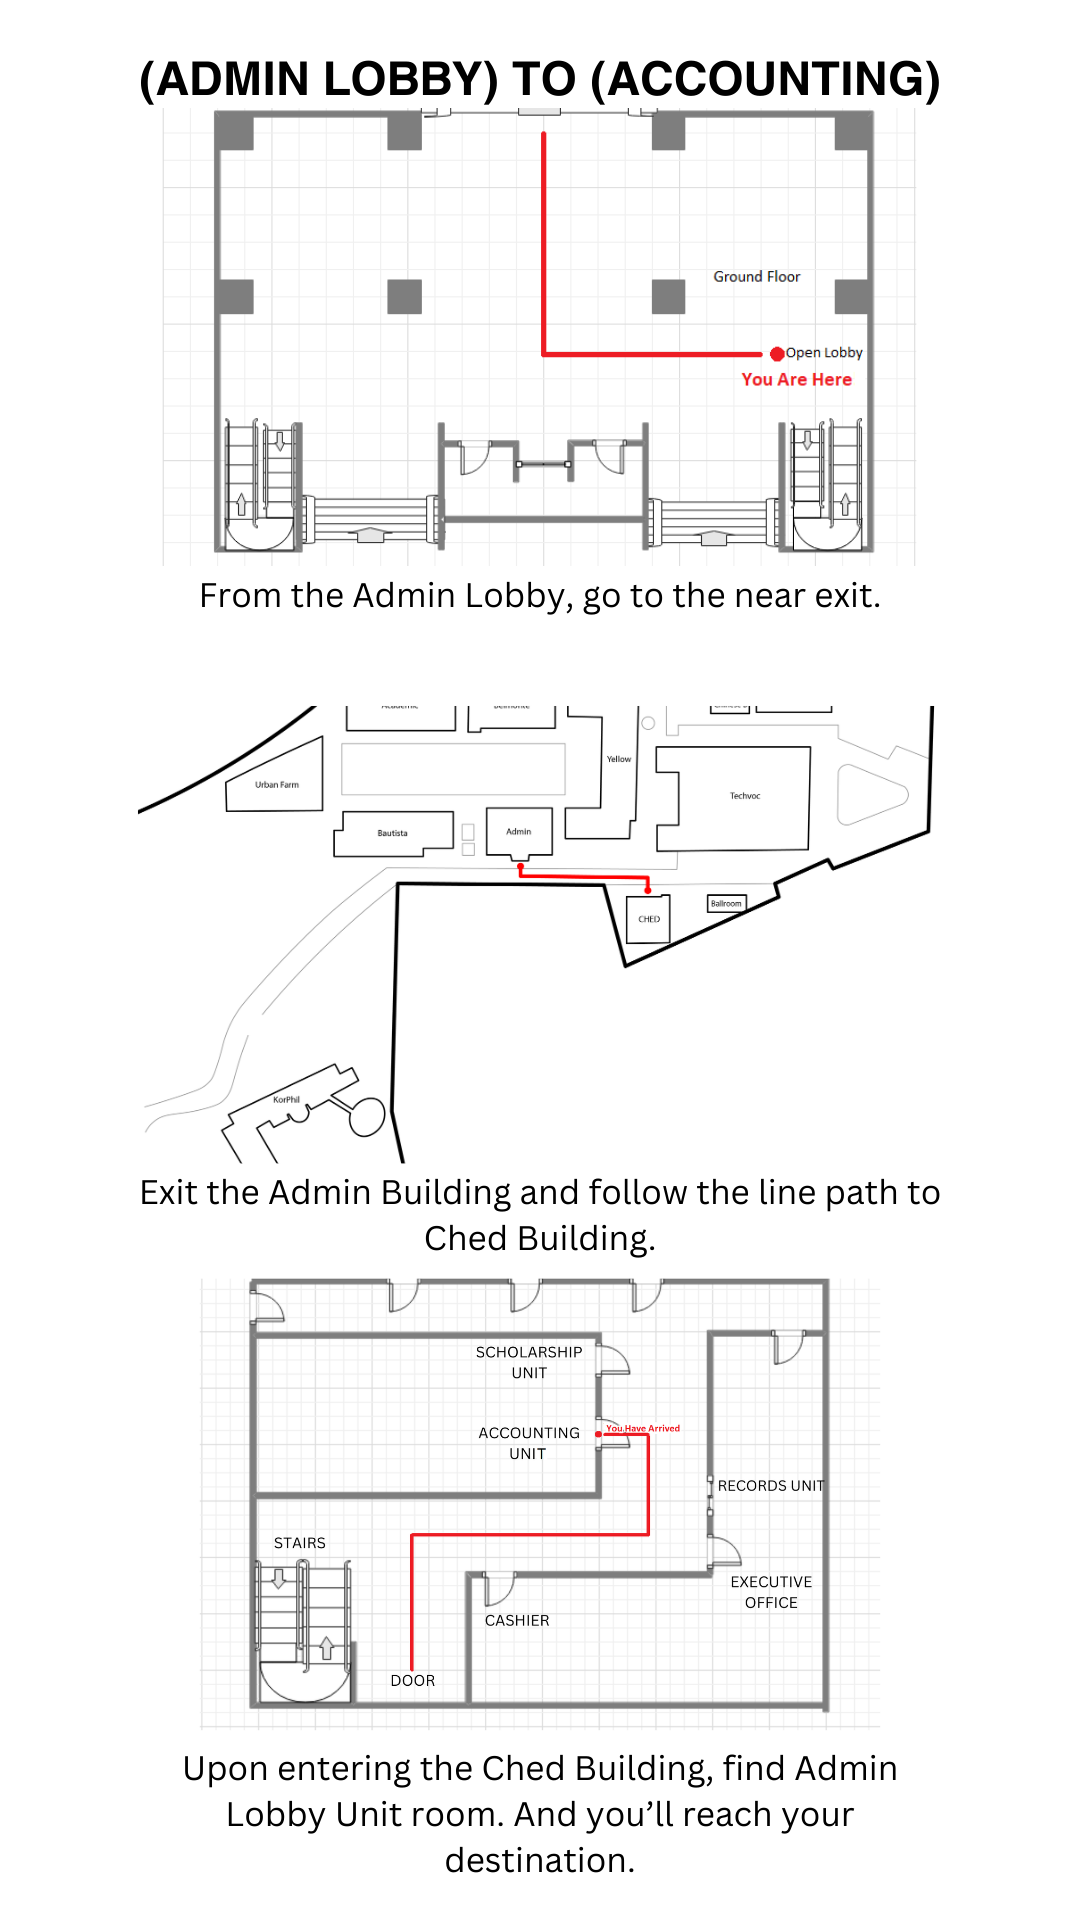 (ADMIN LOBBY) TO (ACCOUNTING)
Ground Floor
Open Lobby
You Are Here
From the Admin Lobby, go to the near exit.
Urban Farm
Yellow
Techvoc
Bautista
Admin
CHED
Ballroom
KorPhil
Exit the Admin Building and follow the line path to
Ched Building.
SCHOLARSHIP
UNIT
You Have Arrived
ACCOUNTING
UNIT
RECORDS UNIT
STAIRS
EXECUTIVE
OFFICE
CASHIER
DOOR
Upon entering the Ched Building, find Admin
Lobby Unit room. And you’ll reach your
destination.